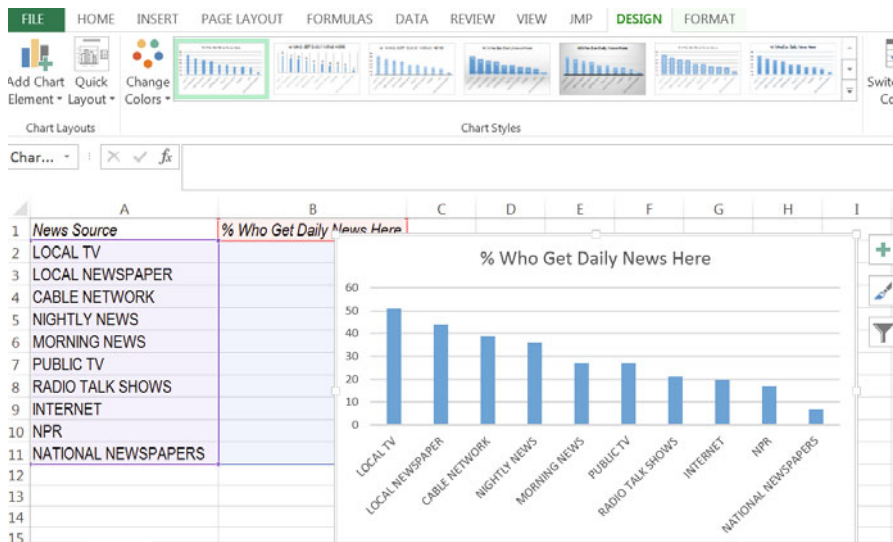 FILE HOME INSERT PAGE LAYOUT FORMULAS DATA REVIEW VIEW JMP DESIGN FORMAT
Add Chart Quick Change
Element Layout Colors
Chart Layouts Chart Styles
Char... fx
A B C D E F G H I
1 News Source % Who Get Daily News Here
2 LOCAL TV
3 LOCAL NEWSPAPER
4 CABLE NETWORK
5 NIGHTLY NEWS
6 MORNING NEWS
7 PUBLIC TV
8 RADIO TALK SHOWS
9 INTERNET
10 NPR
11 NATIONAL NEWSPAPERS
12
13
14
15
% Who Get Daily News Here
60
50
40
30
20
10
0
LOCAL TV LOCAL NEWSPAPER CABLE NETWORK NIGHTLY NEWS MORNING NEWS PUBLIC TV RADIO TALK SHOWS INTERNET NPR NATIONAL NEWSPAPERS